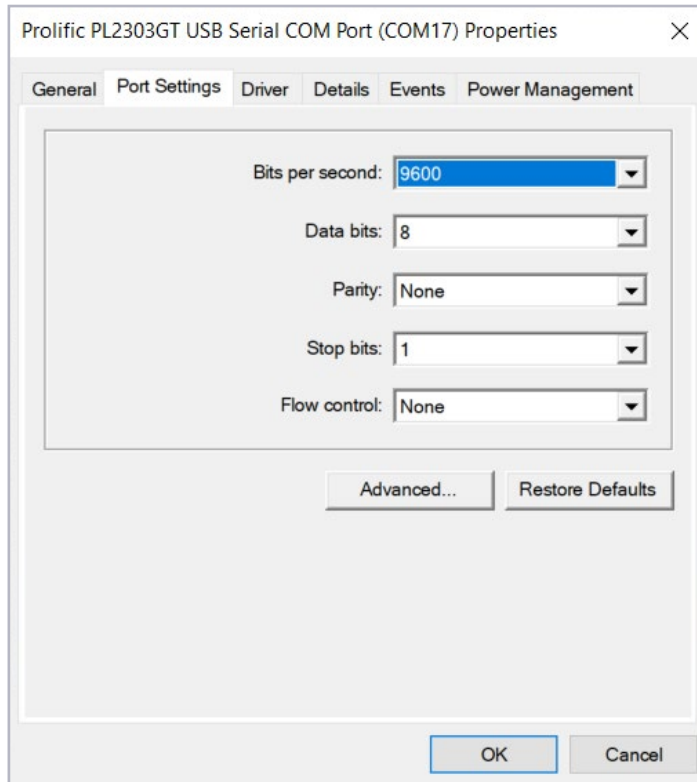 Prolific PL2303GT USB Serial COM Port (COM17) Properties
General Port Settings Driver Details Events Power Management
Bits per second: 9600
Data bits: 8
Parity: None
Stop bits: 1
Flow control: None
Advanced... Restore Defaults
OK Cancel